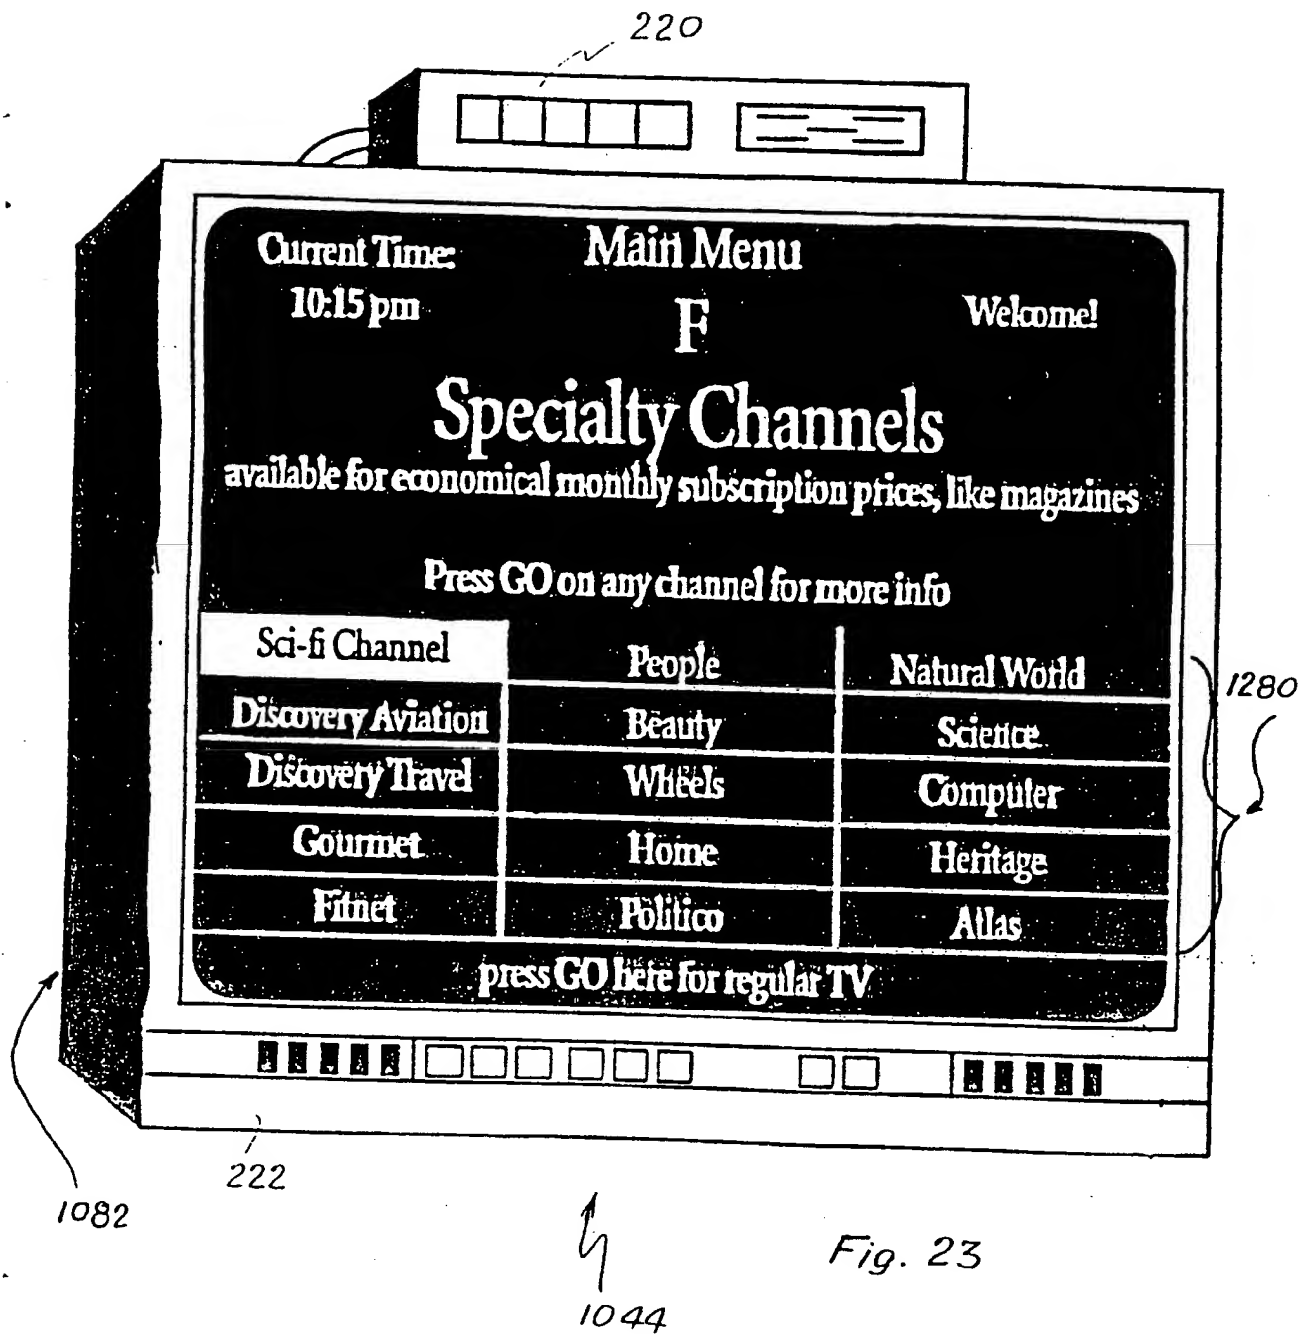 220
Current Time:
Main Menu
10:15 pm
F
Welcome!
Specialty Channels
available for economical monthly subscription prices, like magazines
Press GO on any channel for more info
Sci-fi Channel
People
Natural World
1280
Discovery Aviation
Beauty
Science
Discovery Travel
Wheels
Computer
Gourmet
Home
Heritage
Fitnet
Politico
Atlas
press GO here for regular TV
222
1082
1044
Fig. 23